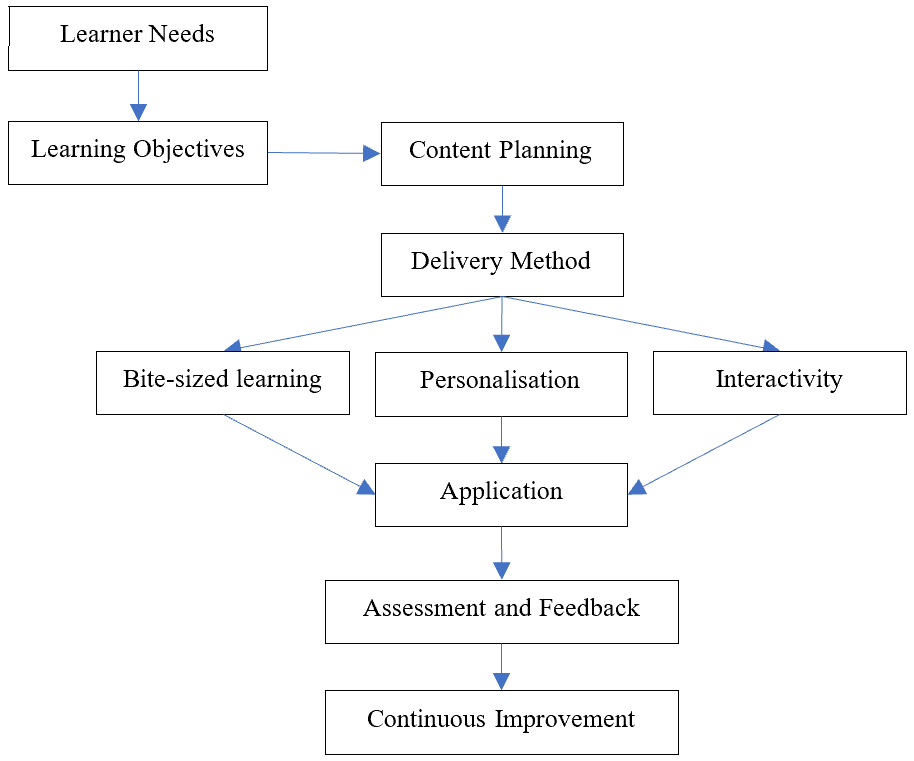 Learner Needs
Learning Objectives
Content Planning
Delivery Method
Bite-sized learning
Personalisation
Interactivity
Application
Assessment and Feedback
Continuous Improvement